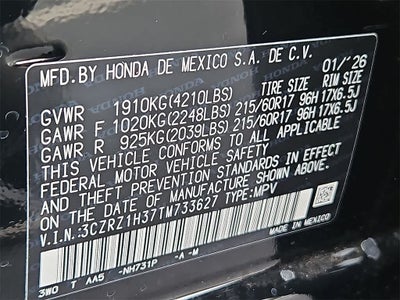 MFD.BY HONDA DE MEXICO S.A. DE C.V. 01/'26
TIRE SIZE RIM SIZE
GVWR 1910KG(4210LBS)
GAWR F 1020KG(2248LBS) 215/60R17 96H 17X6.5J
GAWR R 925KG(2039LBS) 215/60R17 96H 17X6.5J
THIS VEHICLE CONFORMS TO ALL APPLICABLE
FEDERAL MOTOR VEHICLE SAFETY, BUMPER,
AND THEFT PREVENTION STANDARDS IN EFFECT
ON THE DATE OF MANUFACTURE SHOWN ABOVE.
V.I.N.:3CZRZ1H37TM733627 TYPE:MPV
MADE IN MEXICO
3W0 T AA5 -NH731P -A -M